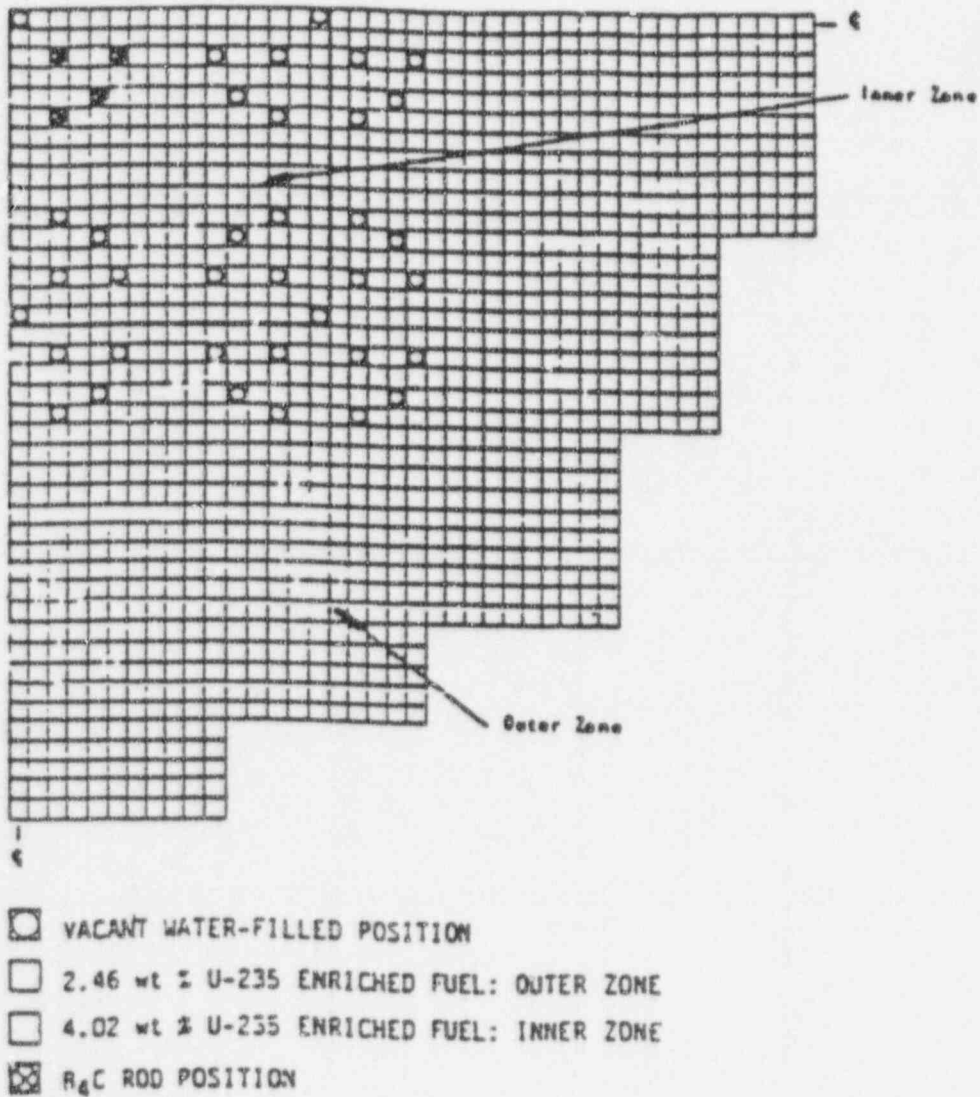 ℄
Inner Zone
Outer Zone
℄
VACANT WATER-FILLED POSITION
2.46 wt % U-235 ENRICHED FUEL: OUTER ZONE
4.02 wt % U-235 ENRICHED FUEL: INNER ZONE
B₄C ROD POSITION